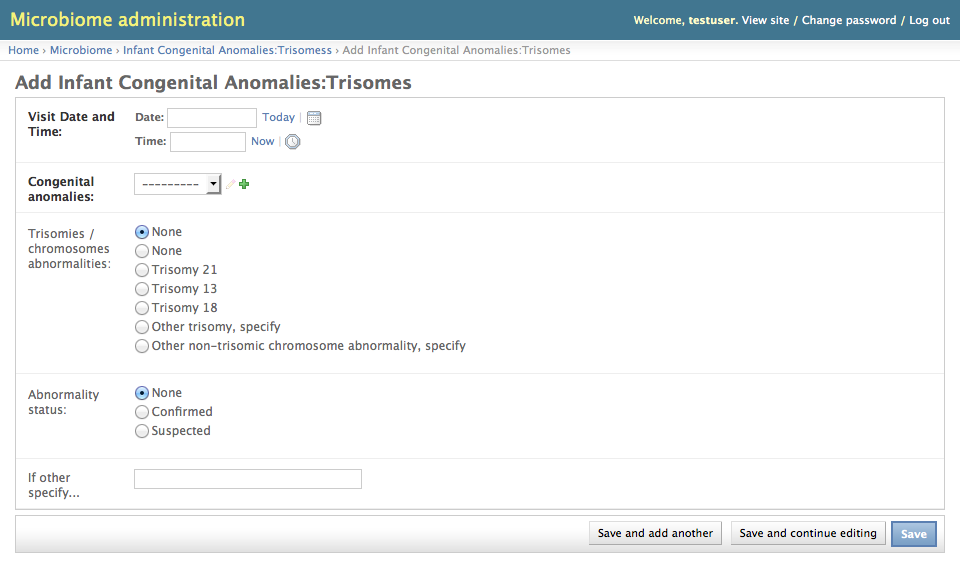 Microbiome administration
Welcome, testuser. View site / Change password / Log out
Home › Microbiome › Infant Congenital Anomalies:Trisomess › Add Infant Congenital Anomalies:Trisomes
Add Infant Congenital Anomalies:Trisomes
Visit Date and
Time:
Date: Today |
Time: Now |
Congenital
anomalies:
---------
Trisomies /
chromosomes
abnormalities:
None
None
Trisomy 21
Trisomy 13
Trisomy 18
Other trisomy, specify
Other non-trisomic chromosome abnormality, specify
Abnormality
status:
None
Confirmed
Suspected
If other
specify...
Save and add another
Save and continue editing
Save